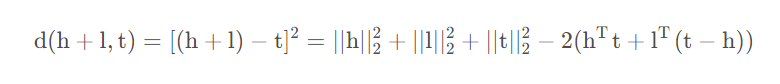 d(h + l, t) = [(h + l) − t]² = ||h||₂² + ||l||₂² + ||t||₂² − 2(hᵀt + lᵀ(t − h))